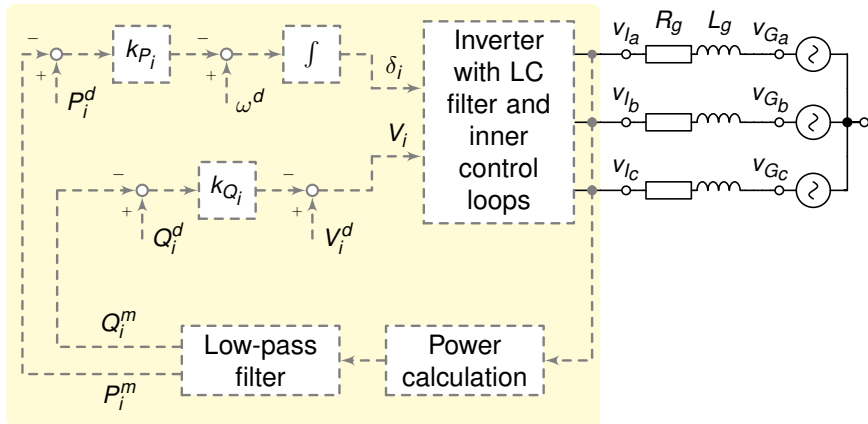 − k_{P_i} − ∫ δ_i
+ P_i^d + ω^d
Inverter
with LC
filter and
inner
control
loops
V_i
− k_{Q_i} −
+ Q_i^d + V_i^d
Q_i^m
P_i^m
Low-pass
filter
Power
calculation
v_{I_a} R_g L_g v_{G_a}
v_{I_b} v_{G_b}
v_{I_c} v_{G_c}